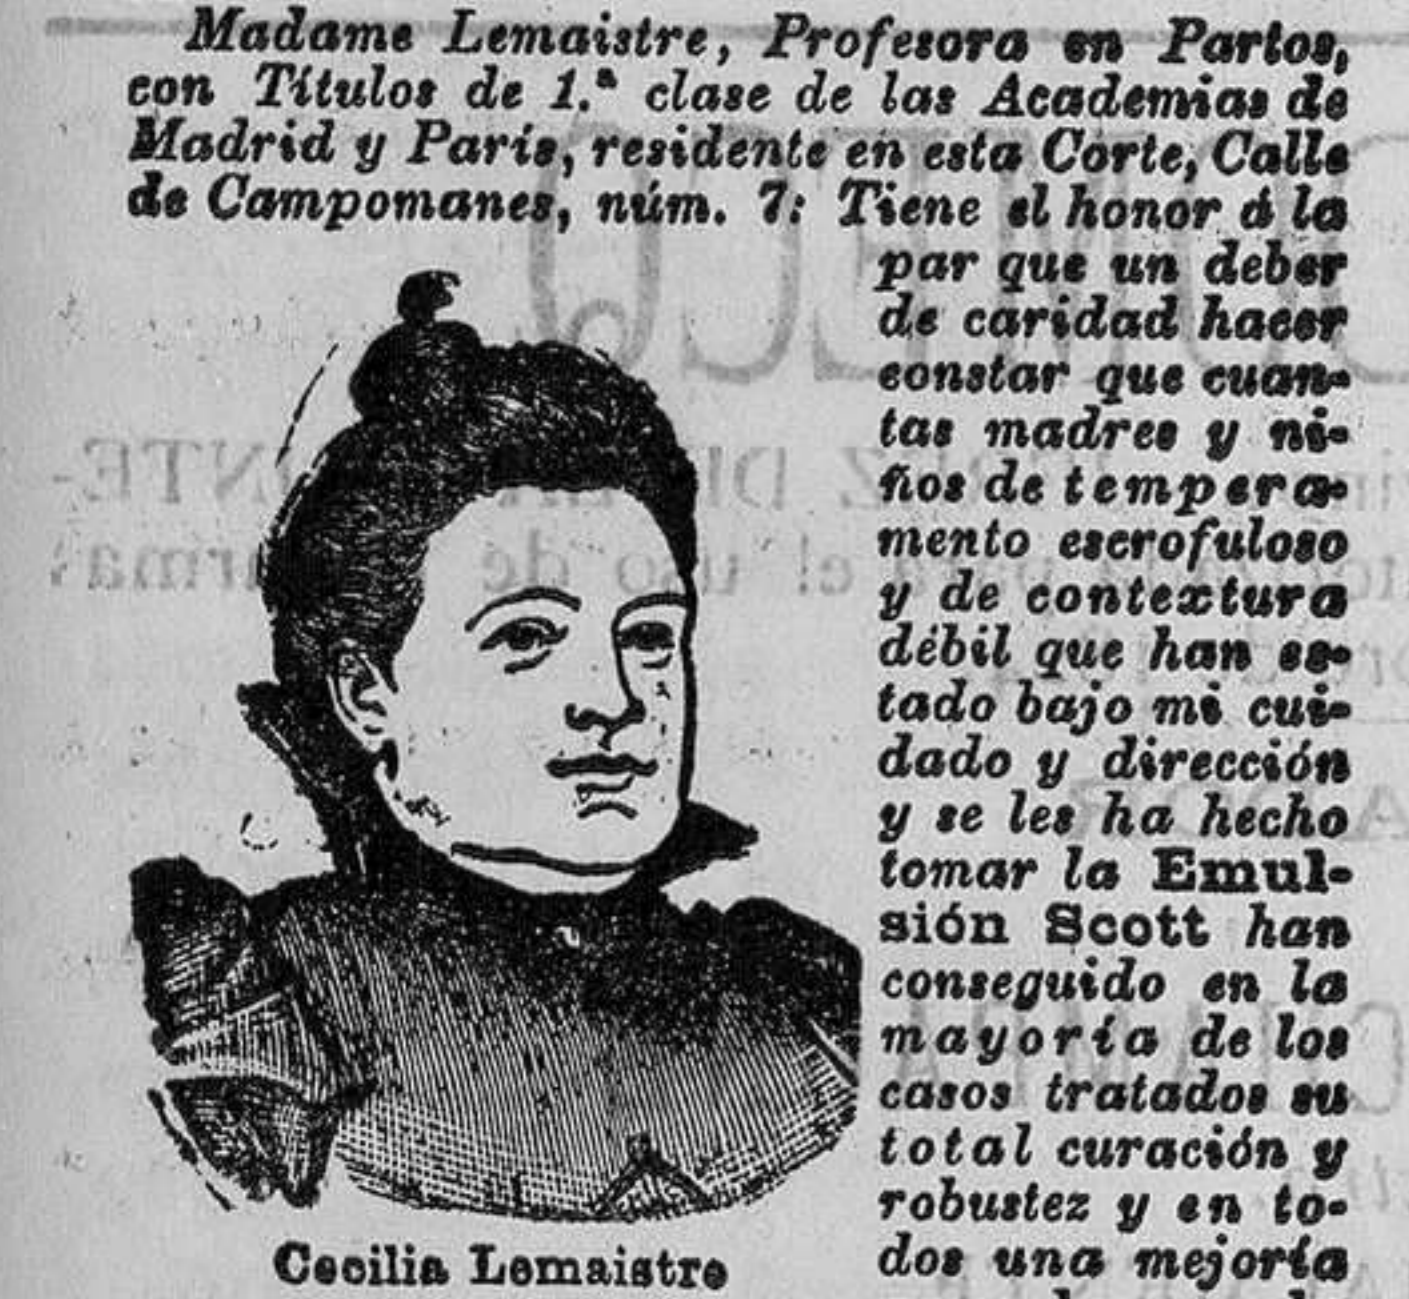 Madame Lemaistre, Profesora en Partos,
con Títulos de 1.ª clase de las Academias de
Madrid y París, residente en esta Corte, Calle
de Campomanes, núm. 7: Tiene el honor á la
par que un deber
de caridad hacer
constar que cuan-
tas madres y ni-
ños de tempera-
mento escrofuloso
y de contextura
débil que han es-
tado bajo mi cui-
dado y dirección
y se les ha hecho
tomar la Emul-
sión Scott han
conseguido en la
mayoría de los
casos tratados su
total curación y
robustez y en to-
dos una mejoría
Cecilia Lemaistre